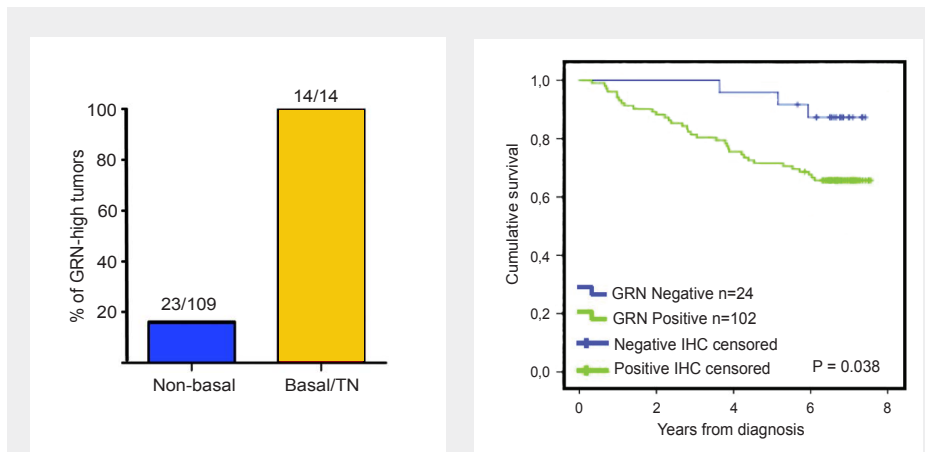 % of GRN-high tumors
100
80
60
40
20
14/14
23/109
Non-basal
Basal/TN
Cumulative survival
1,0
0,8
0,6
0,4
0,2
0,0
GRN Negative n=24
GRN Positive n=102
Negative IHC censored
Positive IHC censored
P = 0.038
0
2
4
6
8
Years from diagnosis